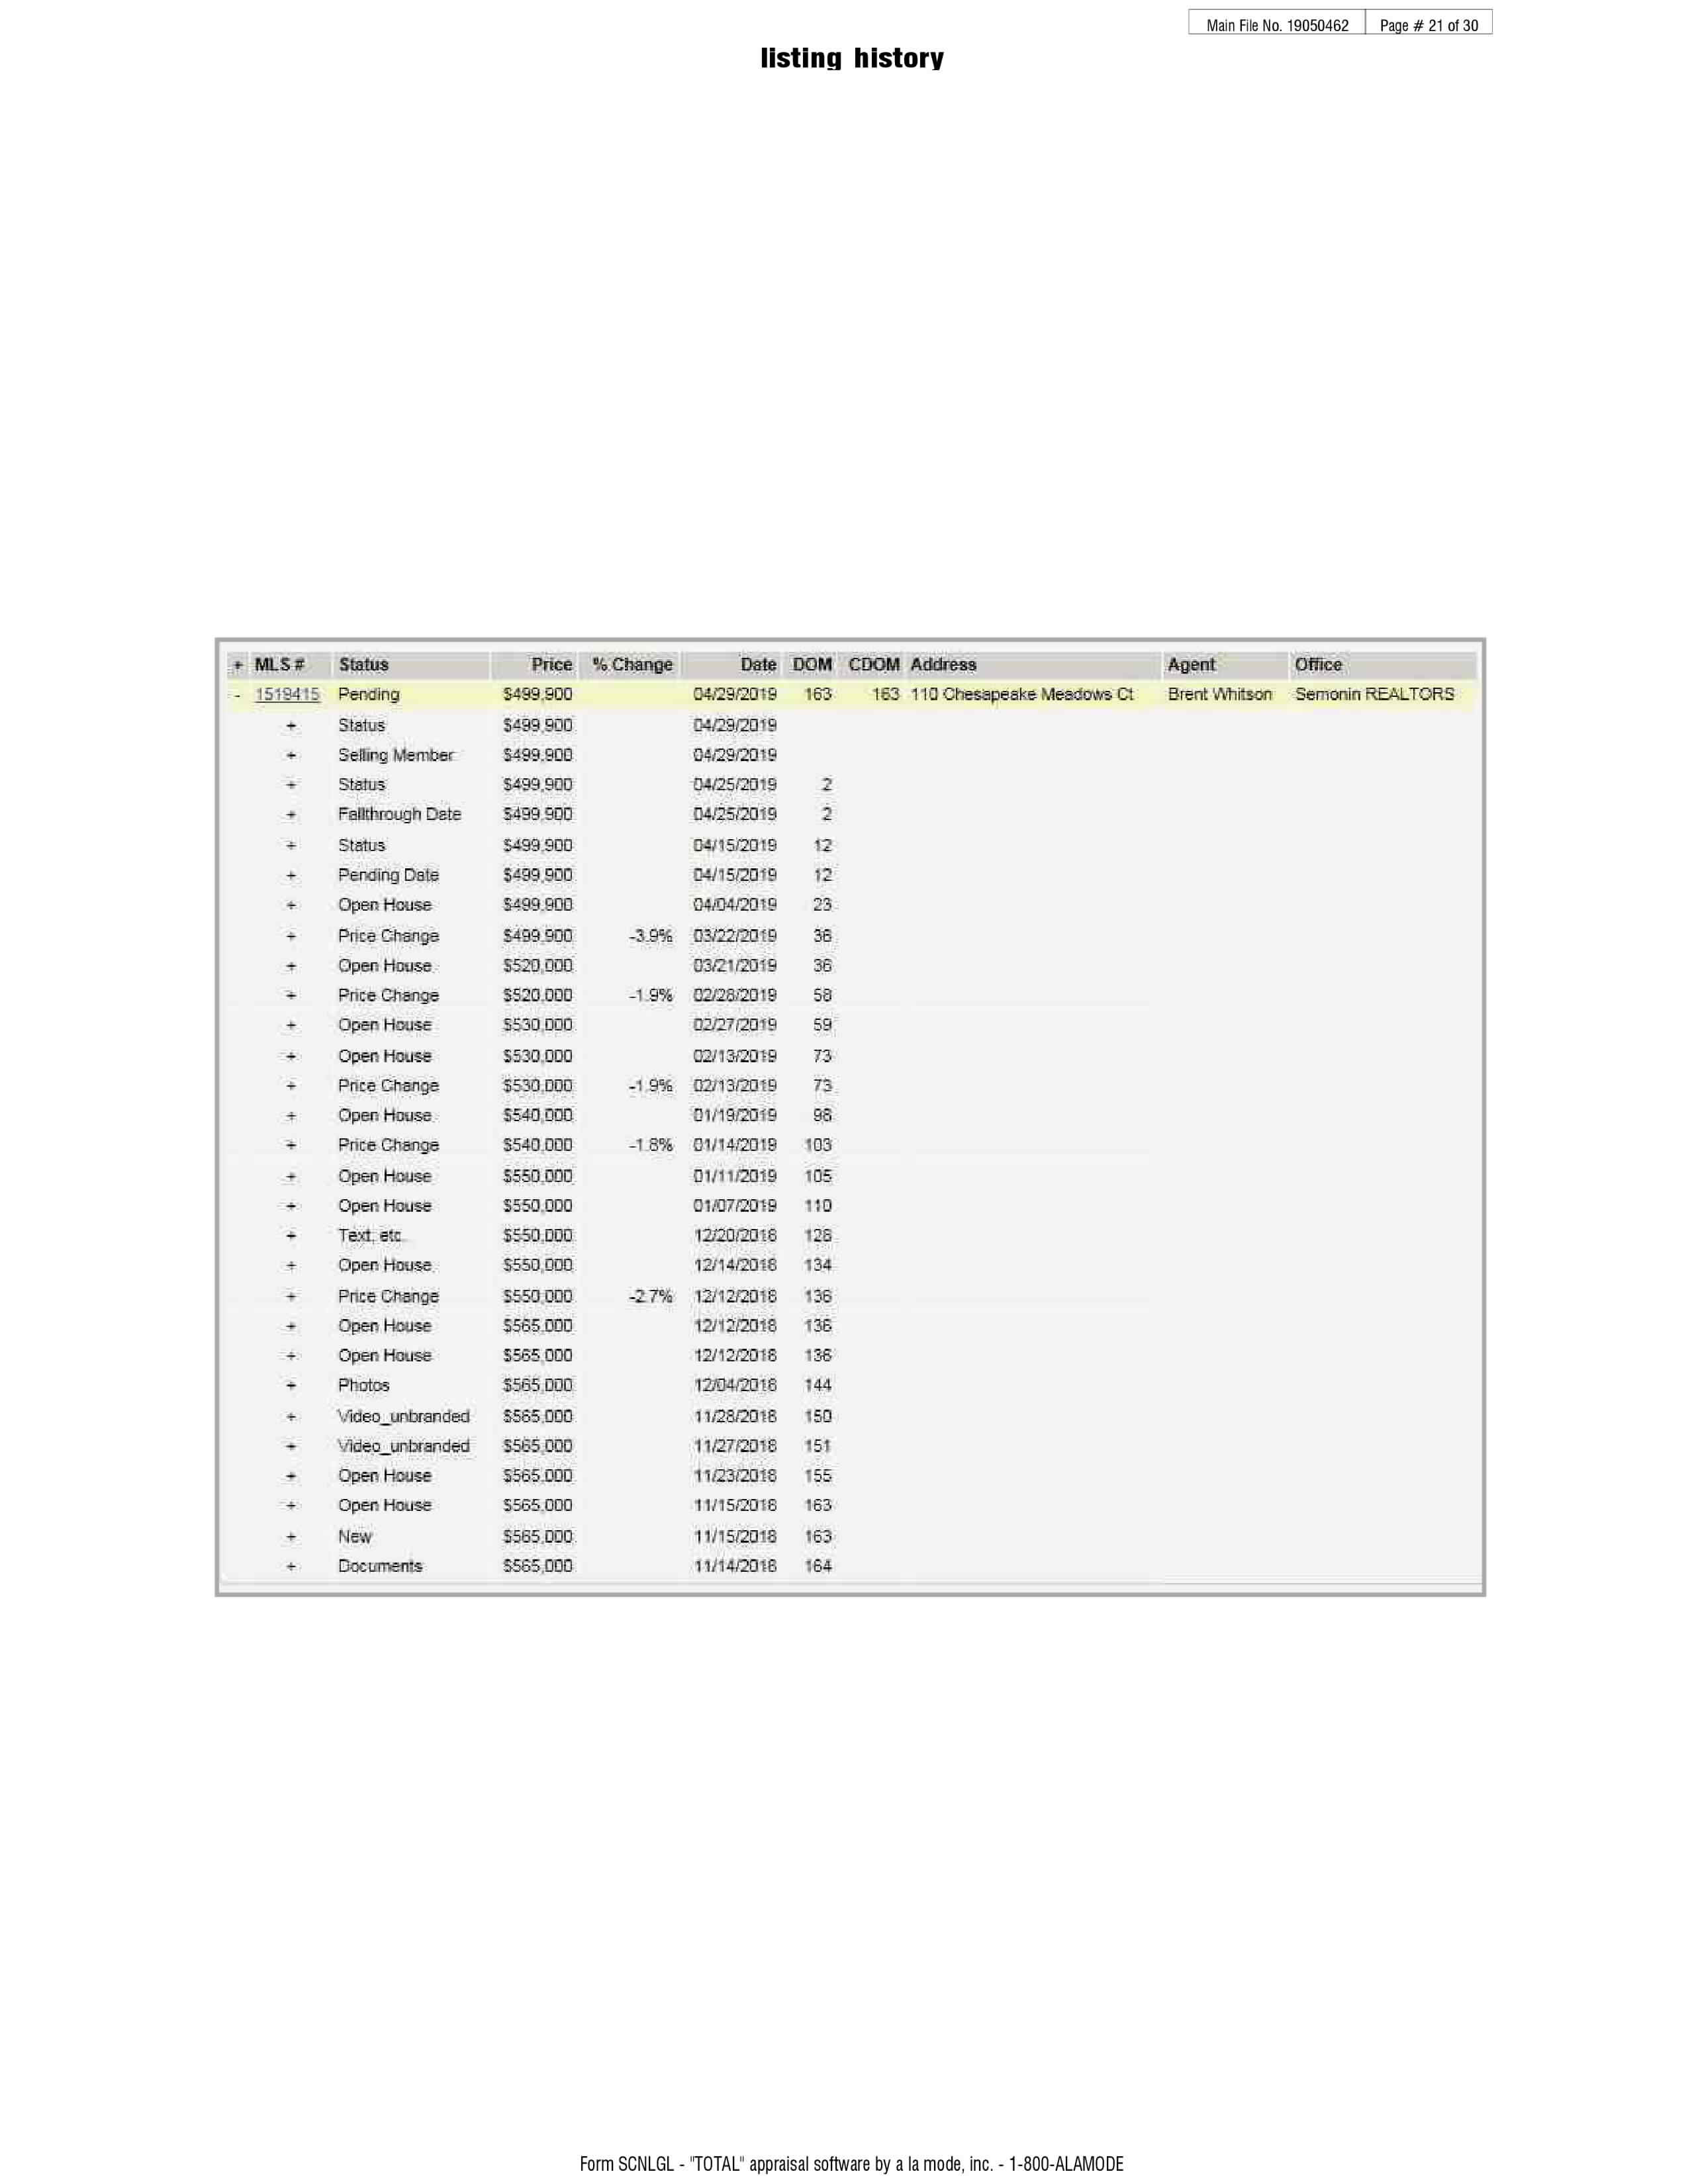 Main File No. 19050462 Page # 21 of 30
listing history
+ MLS # Status Price % Change Date DOM CDOM Address Agent Office
- 1519415 Pending $499,900 04/29/2019 163 163 110 Chesapeake Meadows Ct Brent Whitson Semonin REALTORS
+ Status $499,900 04/29/2019
+ Selling Member $499,900 04/29/2019
+ Status $499,900 04/25/2019 2
+ Fallthrough Date $499,900 04/25/2019 2
+ Status $499,900 04/15/2019 12
+ Pending Date $499,900 04/15/2019 12
+ Open House $499,900 04/04/2019 23
+ Price Change $499,900 -3.9% 03/22/2019 36
+ Open House $520,000 03/21/2019 36
+ Price Change $520,000 -1.9% 02/28/2019 58
+ Open House $530,000 02/27/2019 59
+ Open House $530,000 02/13/2019 73
+ Price Change $530,000 -1.9% 02/13/2019 73
+ Open House $540,000 01/19/2019 98
+ Price Change $540,000 -1.8% 01/14/2019 103
+ Open House $550,000 01/11/2019 105
+ Open House $550,000 01/07/2019 110
+ Text, etc. $550,000 12/20/2018 128
+ Open House $550,000 12/14/2018 134
+ Price Change $550,000 -2.7% 12/12/2018 136
+ Open House $565,000 12/12/2018 136
+ Open House $565,000 12/12/2018 136
+ Photos $565,000 12/04/2018 144
+ Video_unbranded $565,000 11/28/2018 150
+ Video_unbranded $565,000 11/27/2018 151
+ Open House $565,000 11/23/2018 155
+ Open House $565,000 11/15/2018 163
+ New $565,000 11/15/2018 163
+ Documents $565,000 11/14/2018 164
Form SCNLGL - "TOTAL" appraisal software by a la mode, inc. - 1-800-ALAMODE